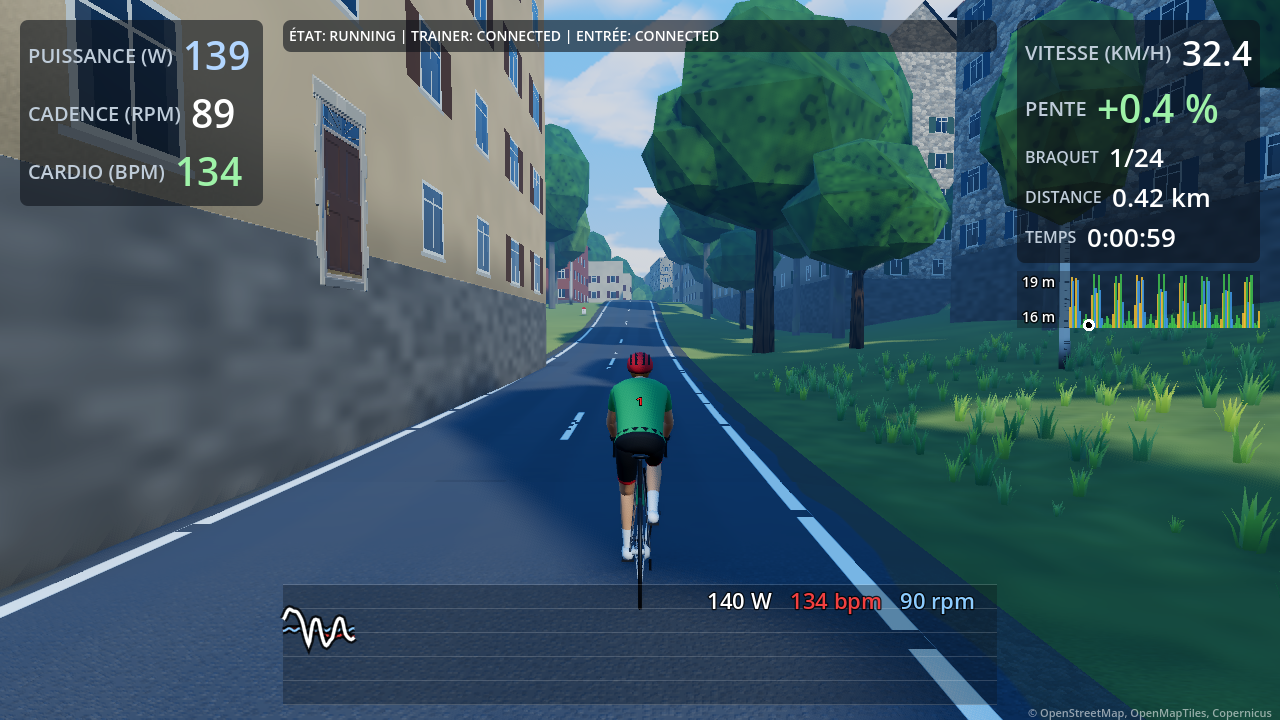 PUISSANCE (W) 139
CADENCE (RPM) 89
CARDIO (BPM) 134
ÉTAT: RUNNING | TRAINER: CONNECTED | ENTRÉE: CONNECTED
VITESSE (KM/H) 32.4
PENTE +0.4 %
BRAQUET 1/24
DISTANCE 0.42 km
TEMPS 0:00:59
19 m
16 m
1
140 W 134 bpm 90 rpm
© OpenStreetMap, OpenMapTiles, Copernicus